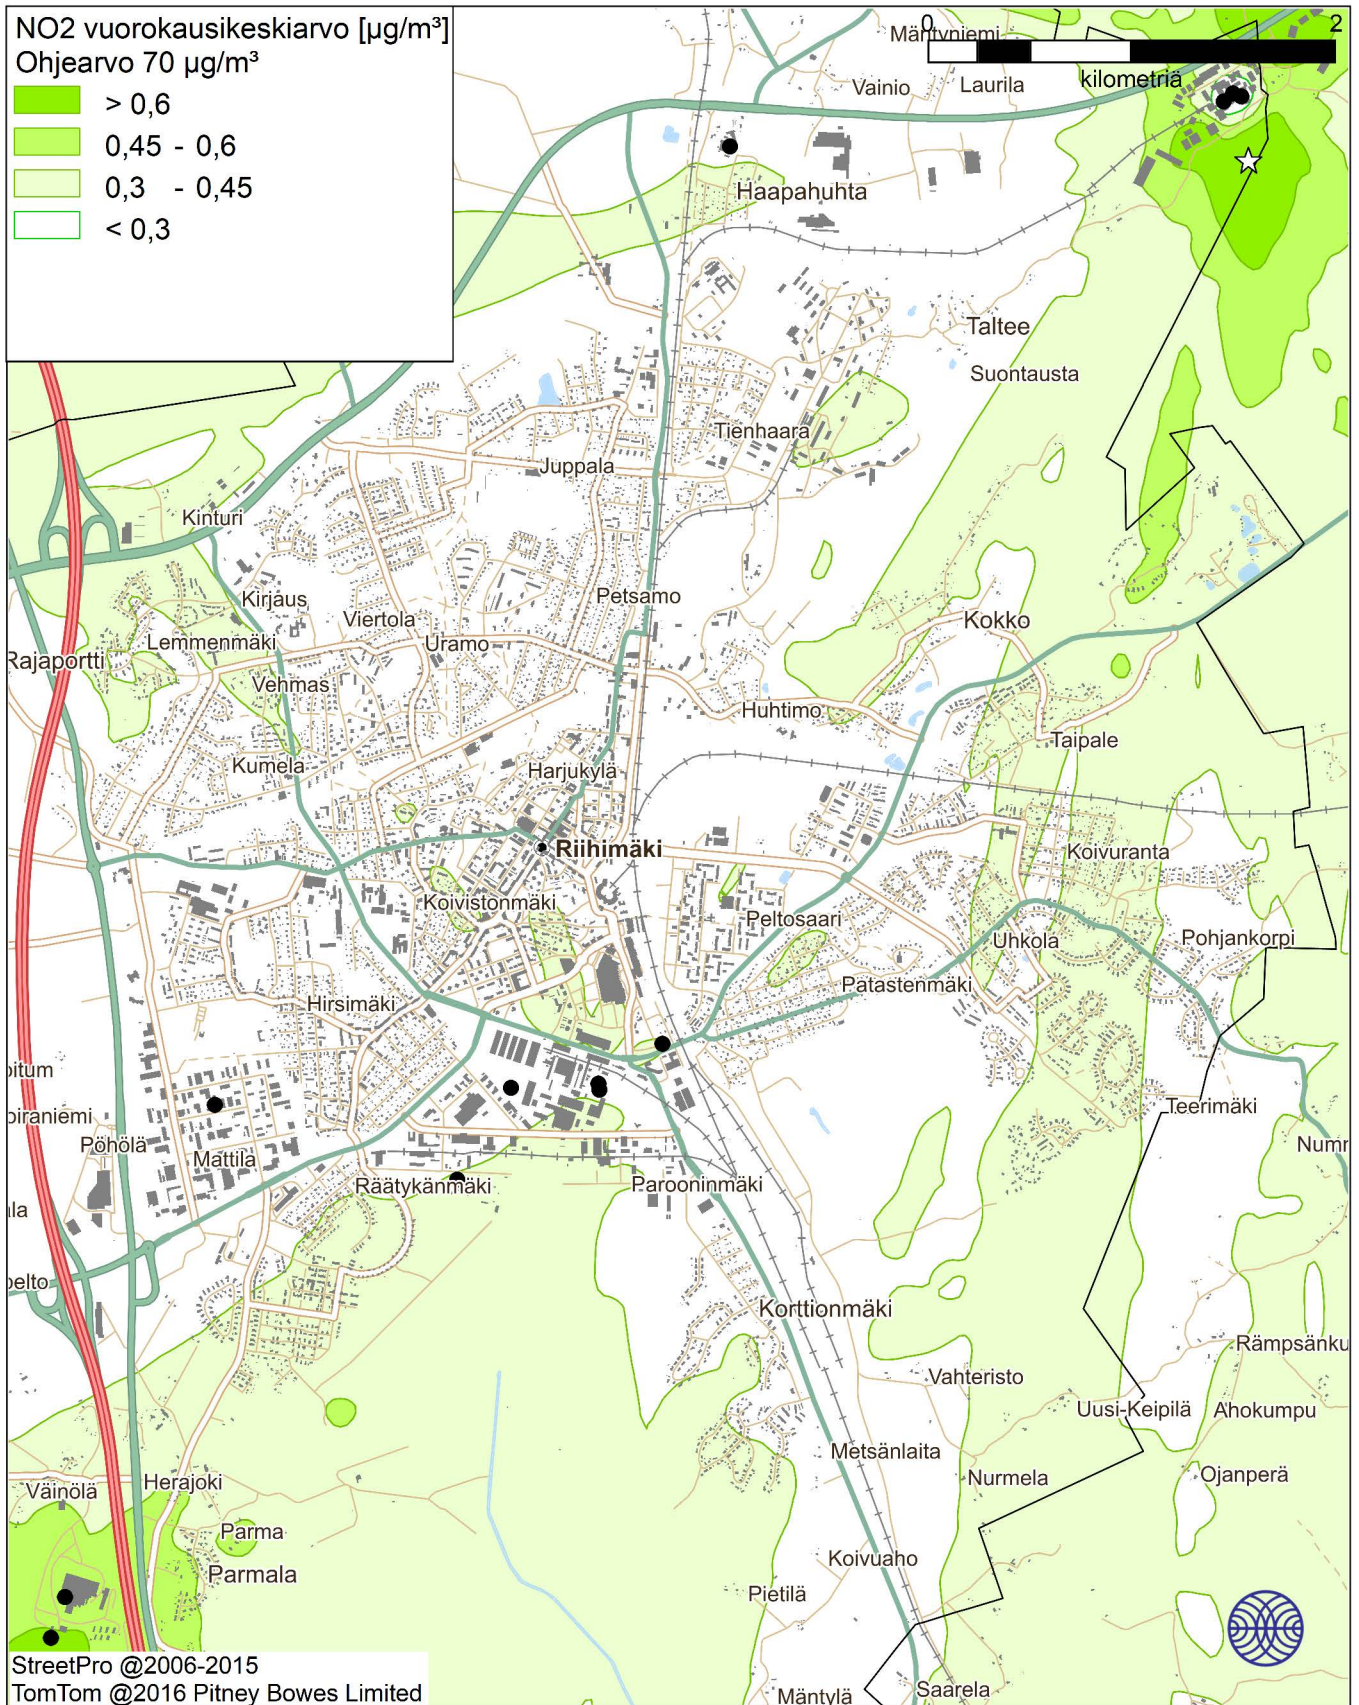 NO2 vuorokausikeskiarvo [µg/m³]
Ohjearvo 70 µg/m³
> 0,6
0,45 - 0,6
0,3 - 0,45
< 0,3
0 2
kilometriä
Mäntyniemi
Vainio
Laurila
Haapahuhta
Taltee
Suontausta
Tienhaara
Juppala
Kinturi
Kirjaus
Viertola
Petsamo
Lemmenmäki
Uramo
Kokko
Rajaportti
Venmas
Huhtimo
Taipale
Kumela
Harjukylä
Riihimäki
Koivuranta
Koivistonmäki
Peltosaari
Uhkola
Pohjankorpi
Patastenmäki
Hirsimäki
oitum
piraniemi
Teerimäki
Pöhölä
Mattila
Numm
Räätykänmäki
Parooninmäki
ala
pelto
Korttionmäki
Rämpsänku
Vahteristo
Uusi-Keipilä
Ahokumpu
Metsänlaita
Väinölä
Herajoki
Nurmela
Ojanperä
Parma
Parmala
Koivuaho
Pietilä
Mäntylä
Saarela
StreetPro @2006-2015
TomTom @2016 Pitney Bowes Limited